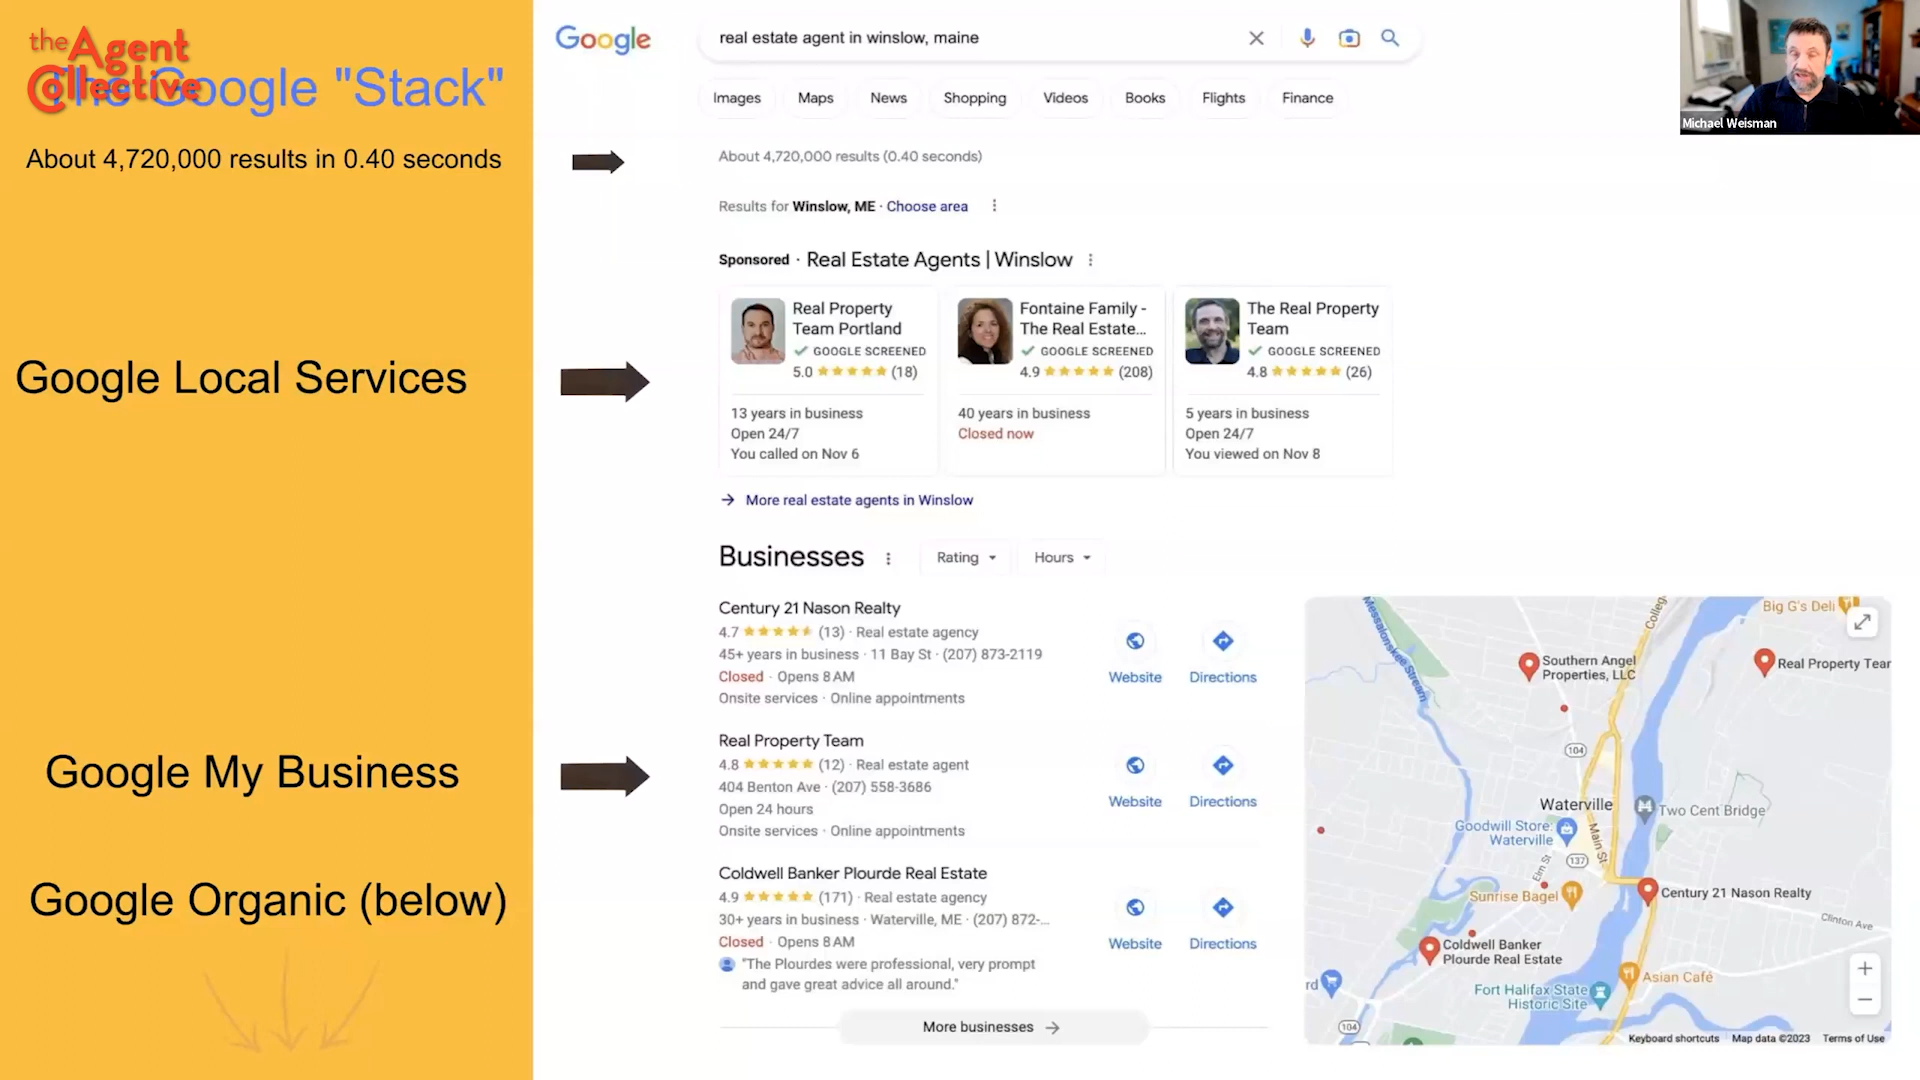 the Agent
Collective
The Google "Stack"
About 4,720,000 results in 0.40 seconds
Google Local Services
Google My Business
Google Organic (below)
Google
real estate agent in winslow, maine
Images
Maps
News
Shopping
Videos
Books
Flights
Finance
About 4,720,000 results (0.40 seconds)
Results for Winslow, ME · Choose area
Sponsored · Real Estate Agents | Winslow
Real Property
Team Portland
GOOGLE SCREENED
5.0 (18)
13 years in business
Open 24/7
You called on Nov 6
Fontaine Family -
The Real Estate...
GOOGLE SCREENED
4.9 (208)
40 years in business
Closed now
The Real Property
Team
GOOGLE SCREENED
4.8 (26)
5 years in business
Open 24/7
You viewed on Nov 8
More real estate agents in Winslow
Businesses
Rating
Hours
Century 21 Nason Realty
4.7 (13) · Real estate agency
45+ years in business · 11 Bay St · (207) 873-2119
Closed · Opens 8 AM
Onsite services · Online appointments
Website
Directions
Real Property Team
4.8 (12) · Real estate agent
404 Benton Ave · (207) 558-3686
Open 24 hours
Onsite services · Online appointments
Website
Directions
Coldwell Banker Plourde Real Estate
4.9 (171) · Real estate agency
30+ years in business · Waterville, ME · (207) 872-...
Closed · Opens 8 AM
"The Plourdes were professional, very prompt
and gave great advice all around."
Website
Directions
More businesses
Messalonskee Stream
Colleg
Big G's Deli
Southern Angel
Properties, LLC
Real Property Tear
104
Waterville
Two Cent Bridge
Goodwill Store:
Waterville
Main St
137
Elm St
Sunrise Bagel
Century 21 Nason Realty
Clinton Ave
Coldwell Banker
Plourde Real Estate
Asian Café
rd
Fort Halifax State
Historic Site
104
Keyboard shortcuts
Map data ©2023
Terms of Use
Michael Weisman